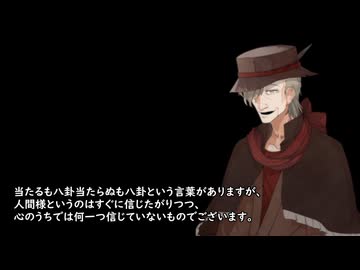 当たるも八卦当たらぬも八卦という言葉がありますが、
人間様というのはすぐに信じたがりつつ、
心のうちでは何一つ信じていないものでございます。